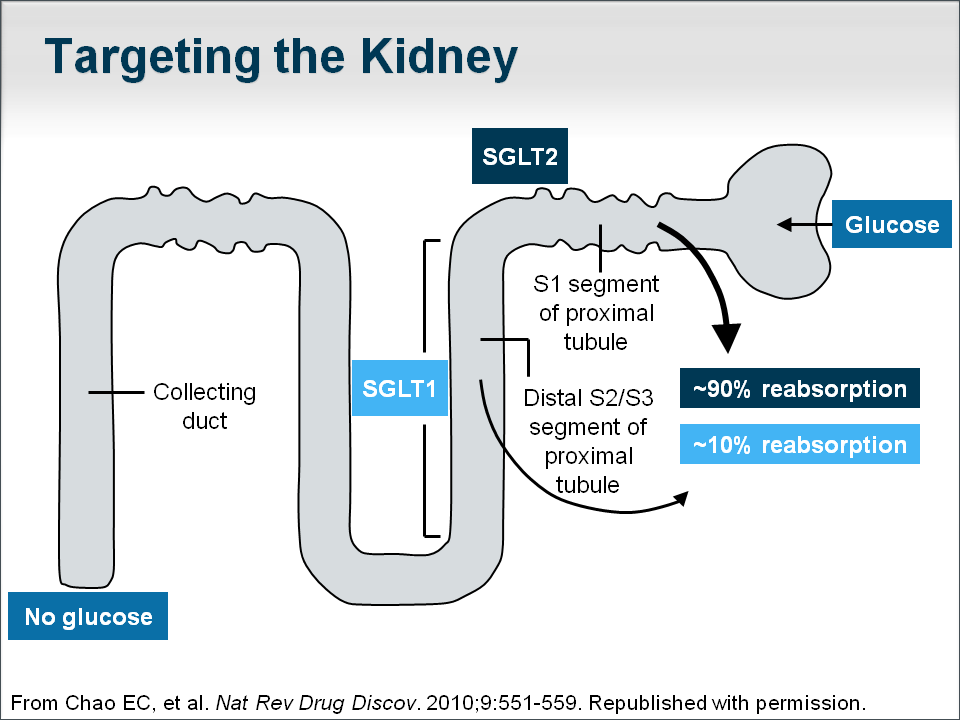 Targeting the Kidney
SGLT2
Glucose
S1 segment
of proximal
tubule
SGLT1
~90% reabsorption
Collecting
duct
Distal S2/S3
segment of
proximal
tubule
~10% reabsorption
No glucose
From Chao EC, et al. Nat Rev Drug Discov. 2010;9:551-559. Republished with permission.